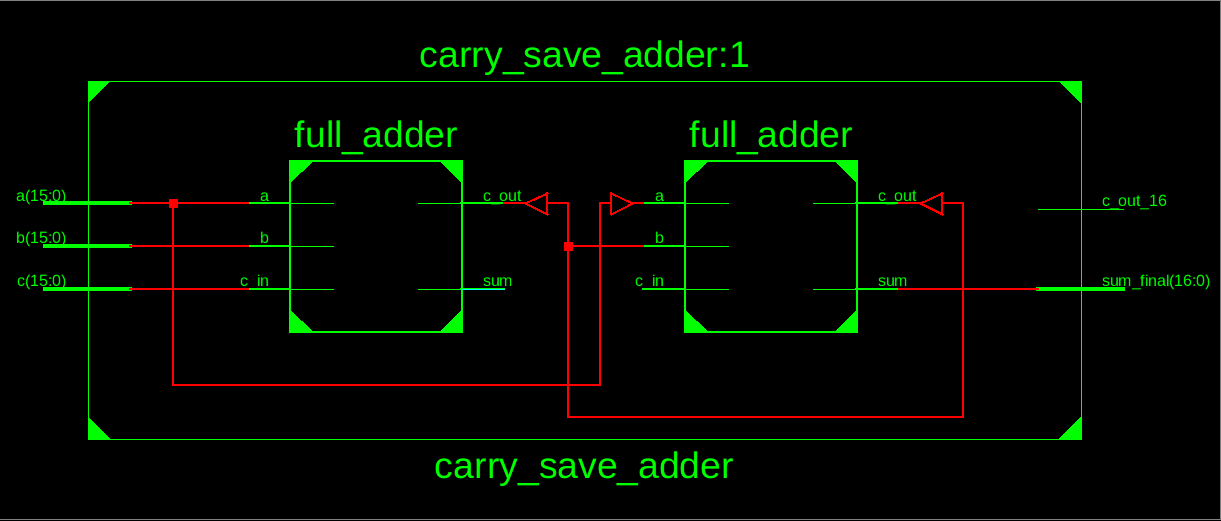 carry_save_adder:1
full_adder
full_adder
a(15:0)
a
c_out
a
c_out
c_out_16
b(15:0)
b
b
c(15:0)
c_in
sum
c_in
sum
sum_final(16:0)
carry_save_adder